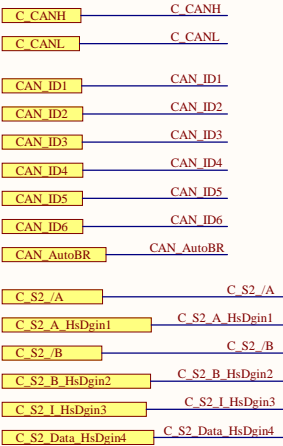 C_CANH C_CANH
C_CANL C_CANL
CAN_ID1 CAN_ID1
CAN_ID2 CAN_ID2
CAN_ID3 CAN_ID3
CAN_ID4 CAN_ID4
CAN_ID5 CAN_ID5
CAN_ID6 CAN_ID6
CAN_AutoBR CAN_AutoBR
C_S2_/A C_S2_/A
C_S2_A_HsDgin1 C_S2_A_HsDgin1
C_S2_/B C_S2_/B
C_S2_B_HsDgin2 C_S2_B_HsDgin2
C_S2_I_HsDgin3 C_S2_I_HsDgin3
C_S2_Data_HsDgin4 C_S2_Data_HsDgin4